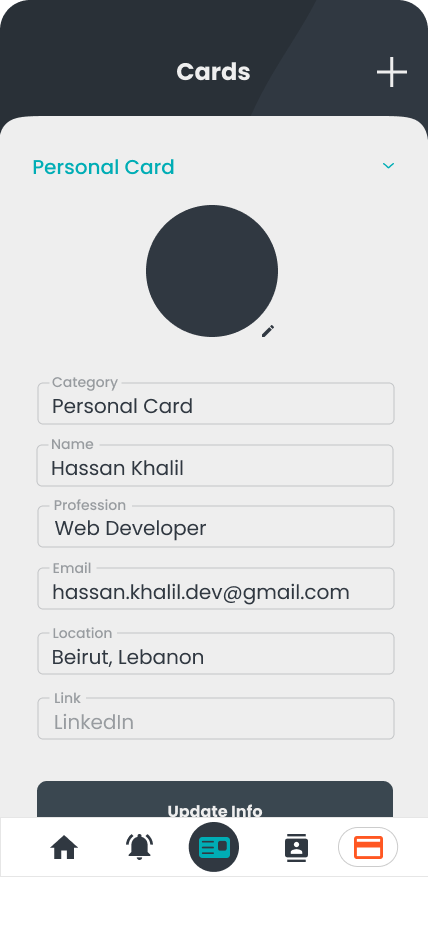 Cards
Personal Card
Category
Personal Card
Name
Hassan Khalil
Profession
Web Developer
Email
hassan.khalil.dev@gmail.com
Location
Beirut, Lebanon
Link
LinkedIn
Update Info